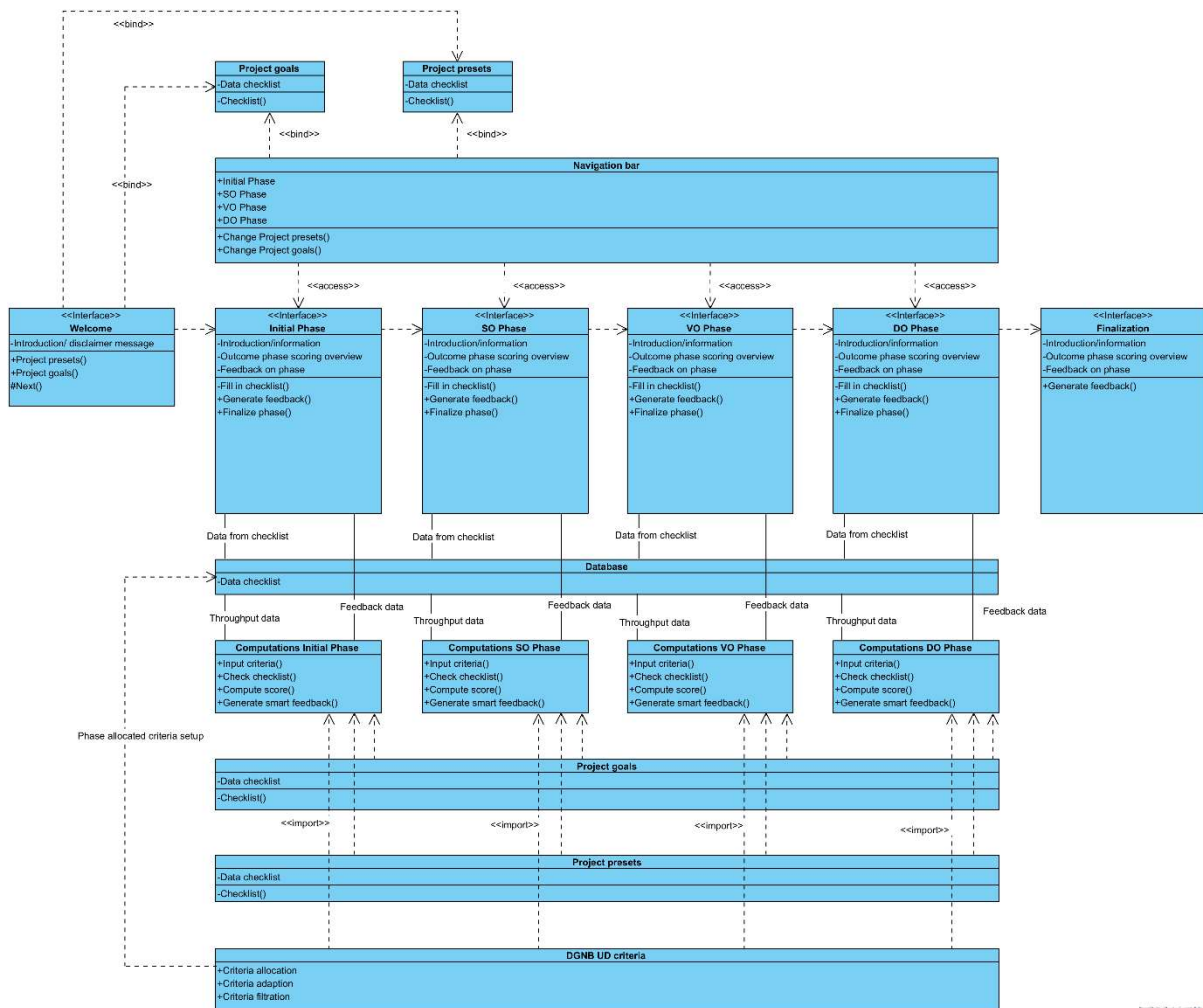 <<bind>>
Project goals
-Data checklist
-Checklist()
Project presets
-Data checklist
-Checklist()
<<bind>>
<<bind>>
<<bind>>
Navigation bar
+Initial Phase
+SO Phase
+VO Phase
+DO Phase
+Change Project presets()
+Change Project goals()
<<access>>
<<access>>
<<access>>
<<access>>
<<Interface>>
Welcome
-Introduction/ disclaimer message
+Project presets()
+Project goals()
#Next()
<<Interface>>
Initial Phase
-Introduction/information
-Outcome phase scoring overview
-Feedback on phase
-Fill in checklist()
+Generate feedback()
+Finalize phase()
<<Interface>>
SO Phase
-Introduction/information
-Outcome phase scoring overview
-Feedback on phase
-Fill in checklist()
+Generate feedback()
+Finalize phase()
<<Interface>>
VO Phase
-Introduction/information
-Outcome phase scoring overview
-Feedback on phase
-Fill in checklist()
+Generate feedback()
+Finalize phase()
<<Interface>>
DO Phase
-Introduction/information
-Outcome phase scoring overview
-Feedback on phase
-Fill in checklist()
+Generate feedback()
+Finalize phase()
<<Interface>>
Finalization
-Introduction/information
-Outcome phase scoring overview
-Feedback on phase
+Generate feedback()
Data from checklist
Data from checklist
Data from checklist
Data from checklist
Database
-Data checklist
Throughput data
Feedback data
Throughput data
Feedback data
Throughput data
Feedback data
Throughput data
Feedback data
Computations Initial Phase
+Input criteria()
+Check checklist()
+Compute score()
+Generate smart feedback()
Computations SO Phase
+Input criteria()
+Check checklist()
+Compute score()
+Generate smart feedback()
Computations VO Phase
+Input criteria()
+Check checklist()
+Compute score()
+Generate smart feedback()
Computations DO Phase
+Input criteria()
+Check checklist()
+Compute score()
+Generate smart feedback()
Phase allocated criteria setup
Project goals
-Data checklist
-Checklist()
<<import>>
<<import>>
<<import>>
<<import>>
Project presets
-Data checklist
-Checklist()
DGNB UD criteria
+Criteria allocation
+Criteria adaption
+Criteria filtration